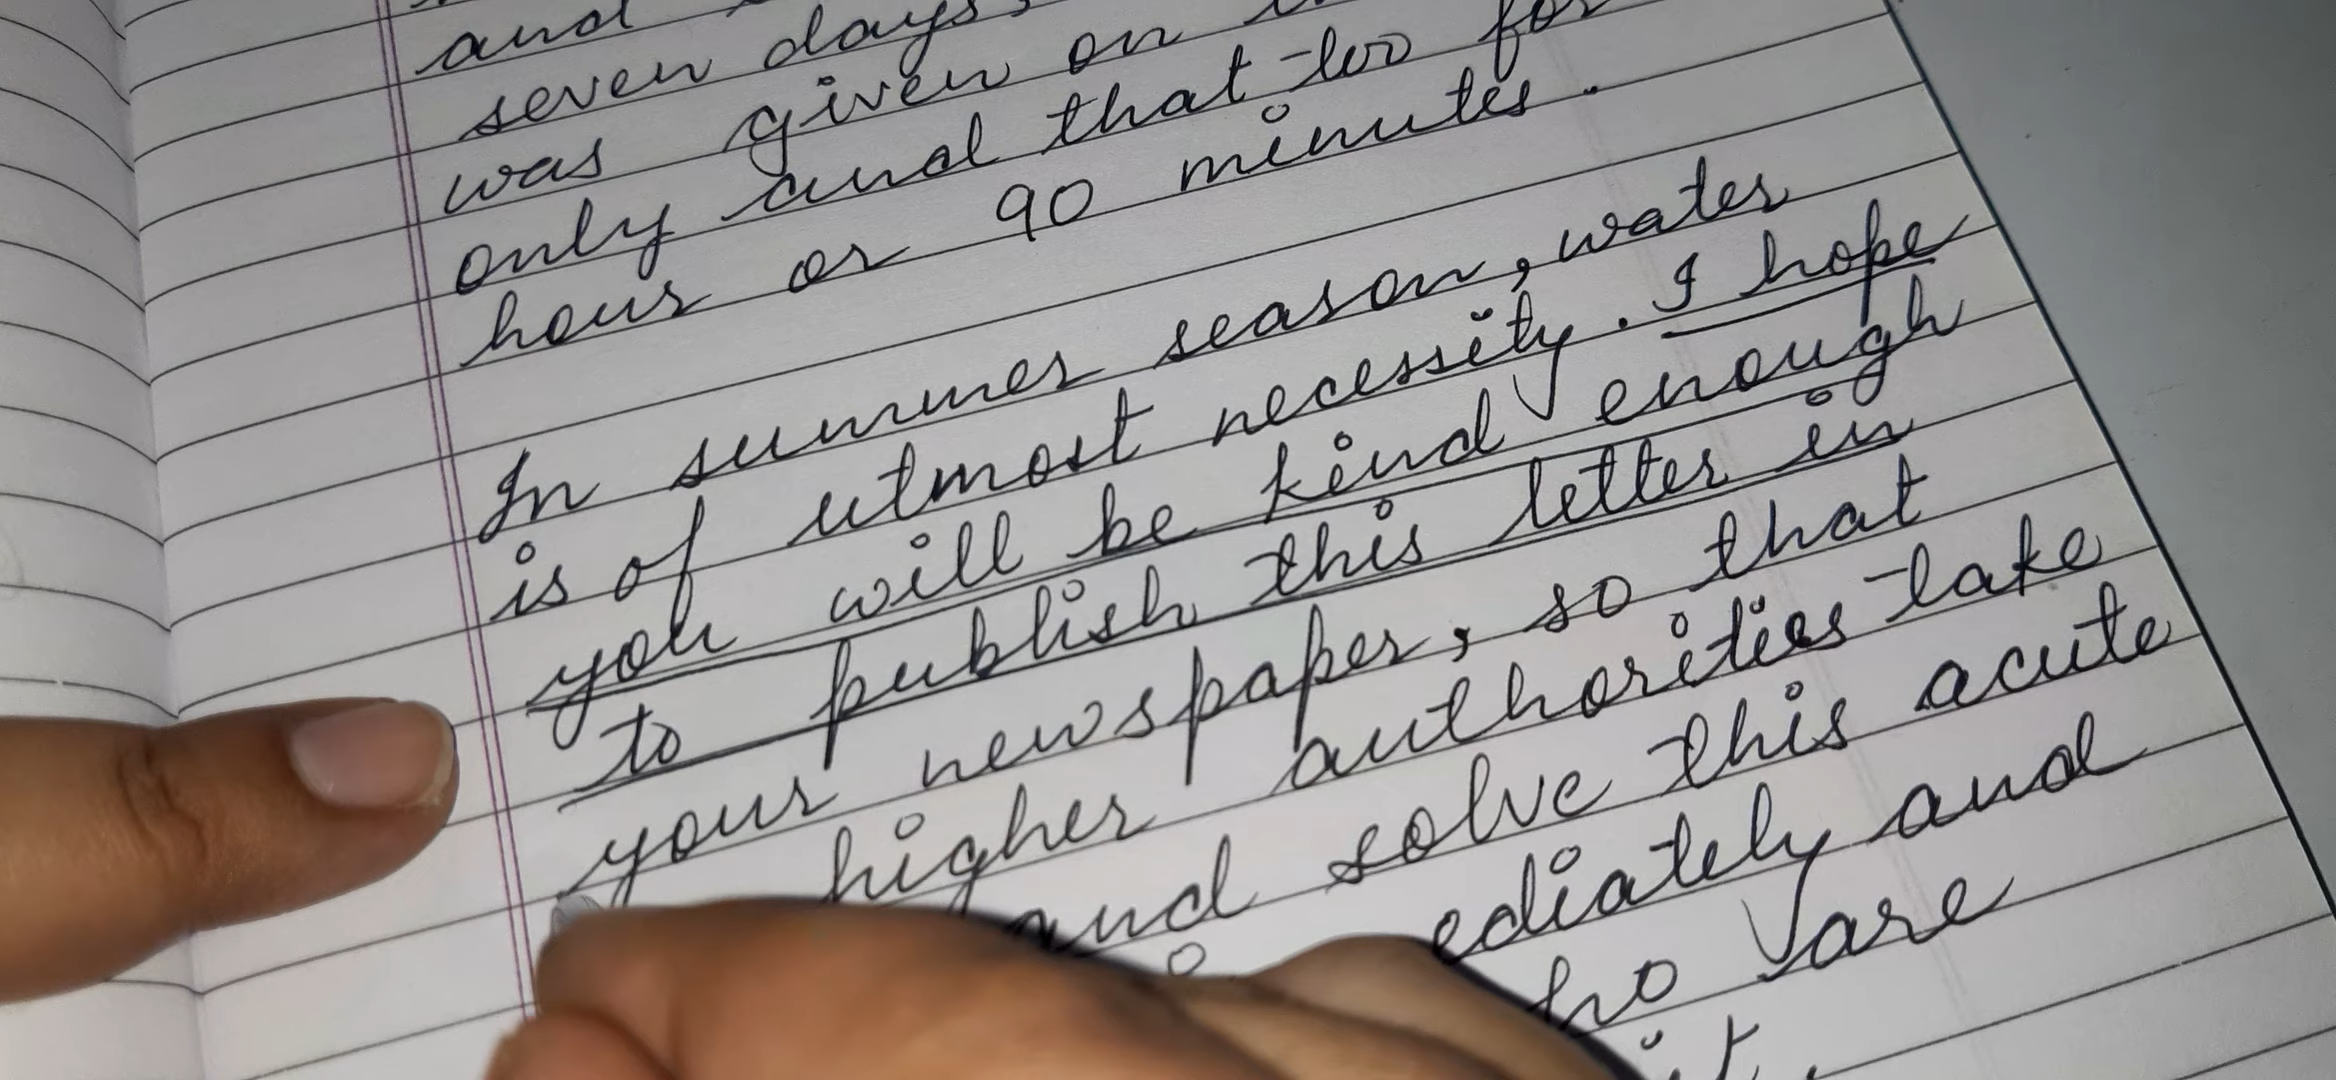 and
seven days,
was given on
only and that too for
hour or 90 minutes.
In summer season, water
is of utmost necessity. I hope
you will be kind enough
to publish this letter in
your newspaper, so that
higher authorities take
and solve this acute
ediately and
ho are
it.